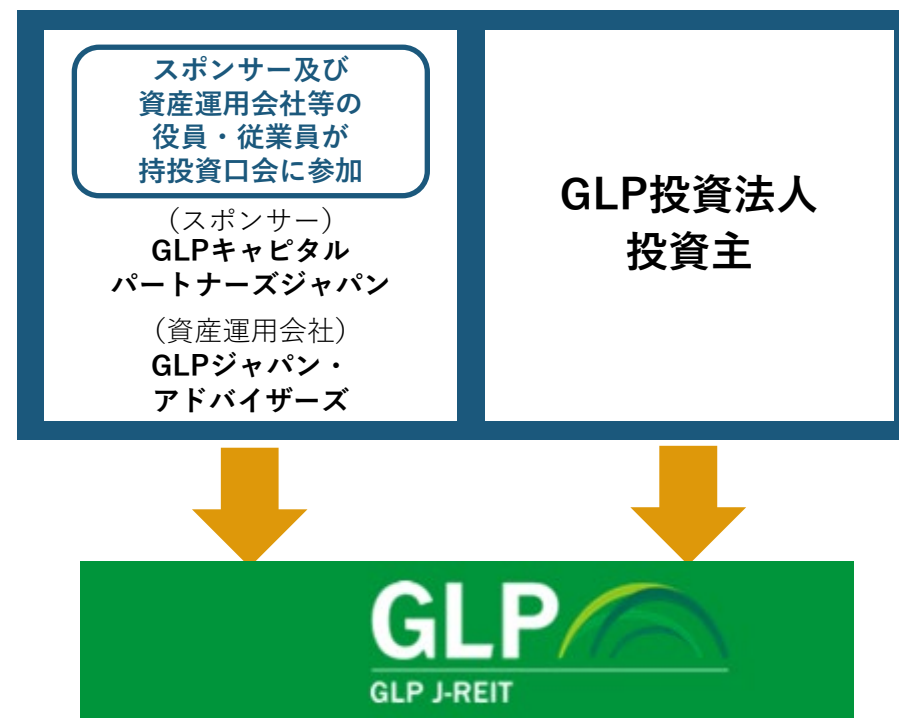 スポンサー及び
資産運用会社等の
役員・従業員が
持投資口会に参加
（スポンサー）
GLPキャピタル
パートナーズジャパン
（資産運用会社）
GLPジャパン・
アドバイザーズ
GLP投資法人
投資主
GLP
GLP J-REIT